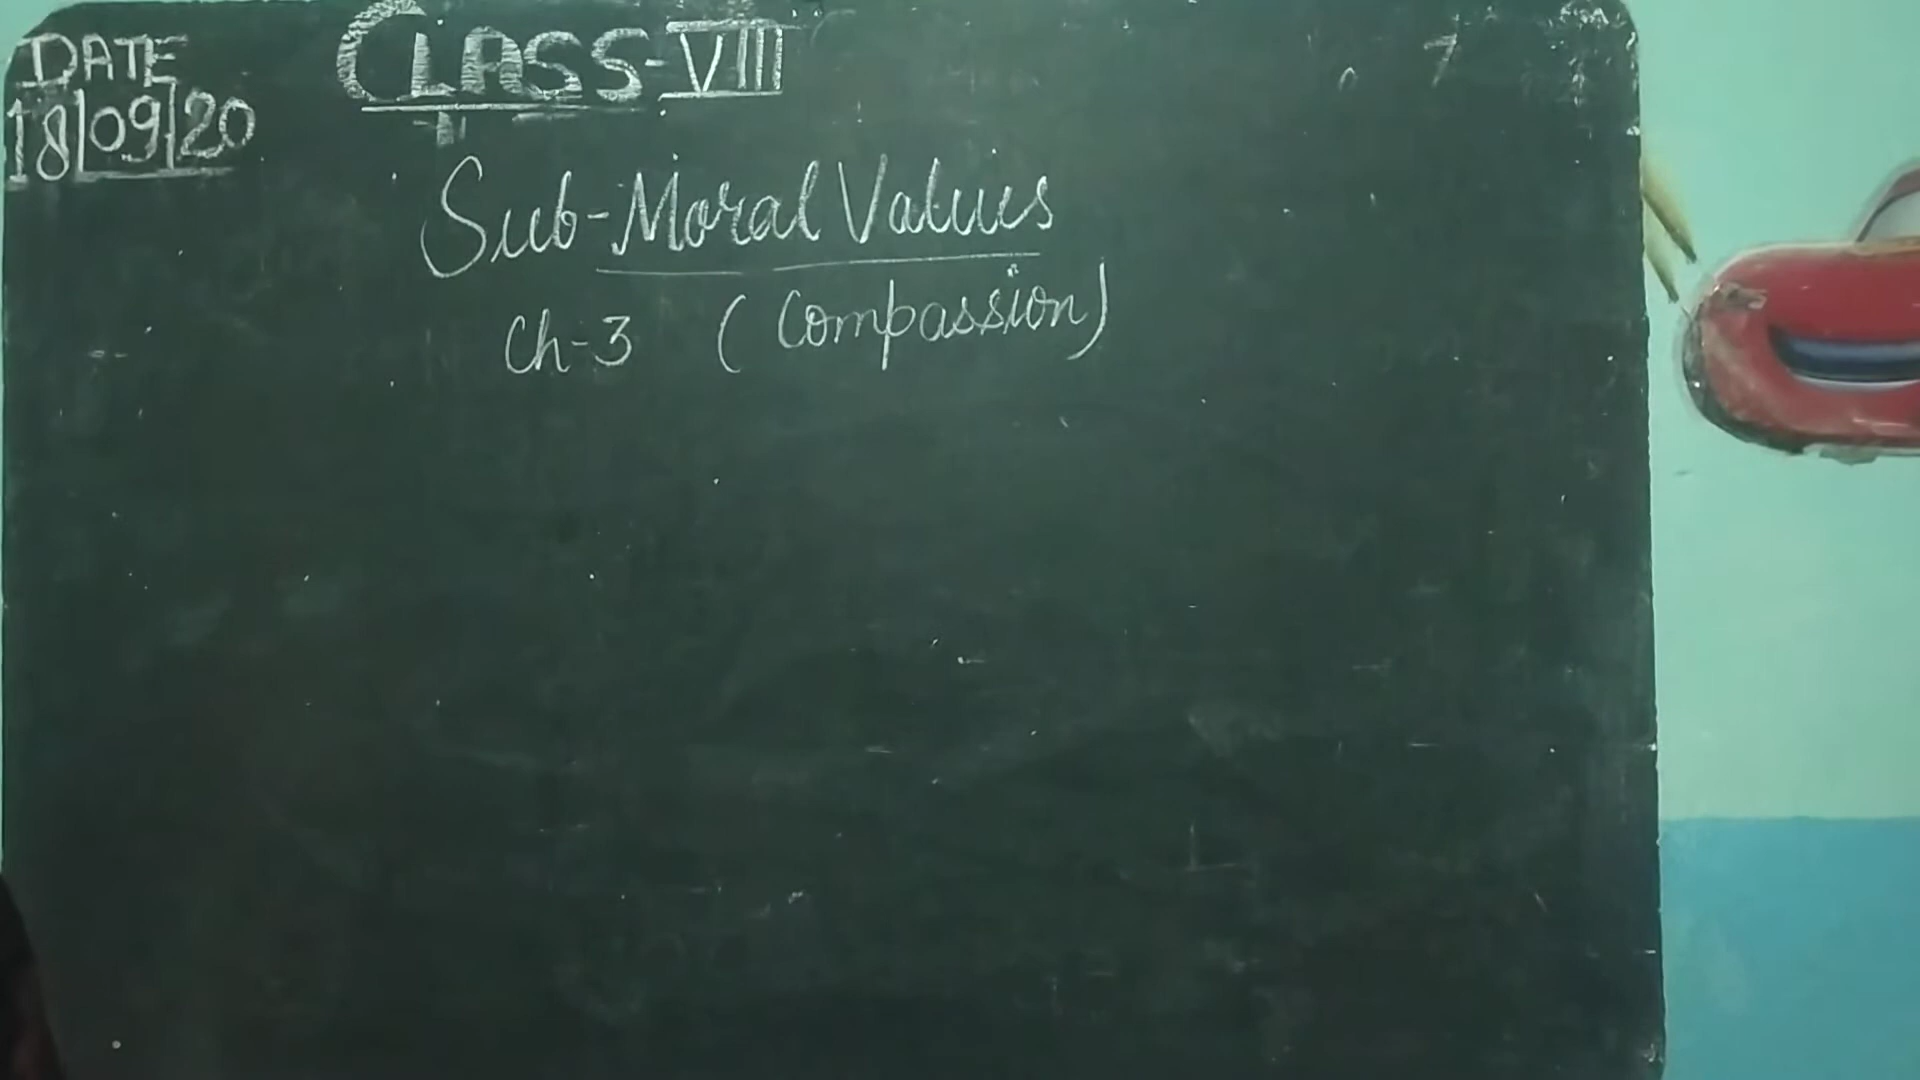 DATE
18/09/20
CLASS-VIII
Sub-Moral Values
Ch-3 (Compassion)